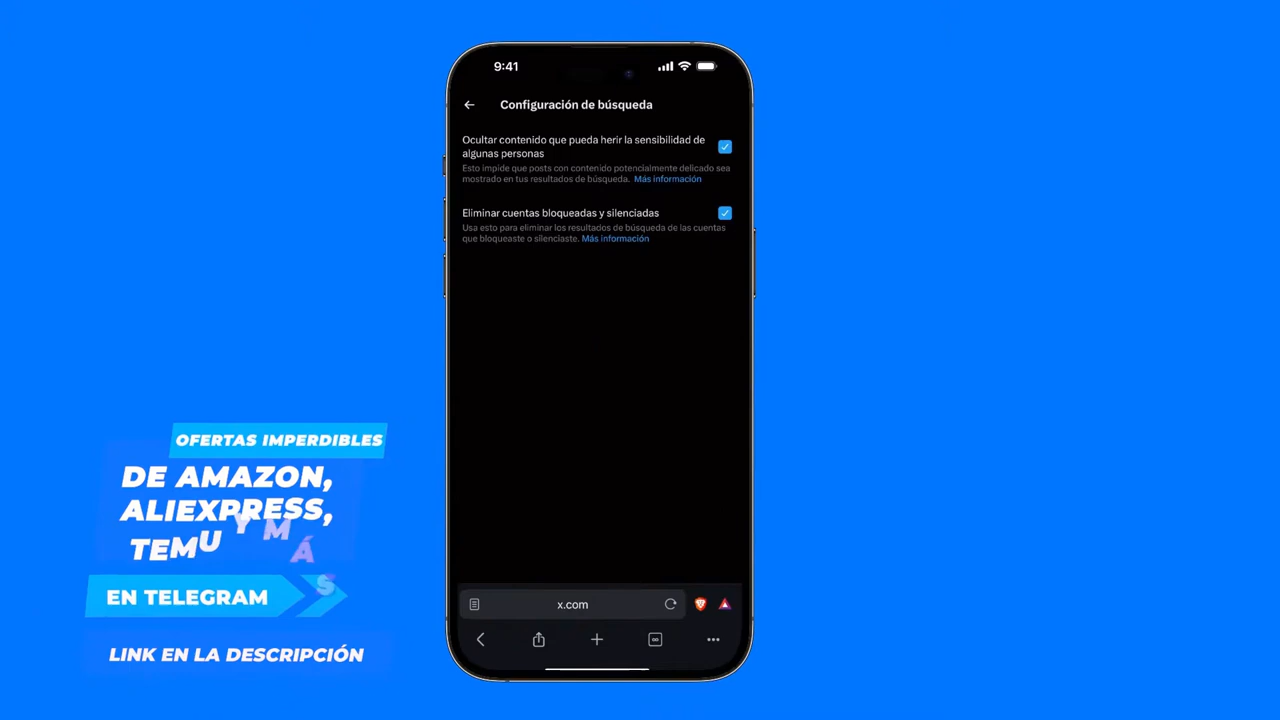 9:41
Configuración de búsqueda
Ocultar contenido que pueda herir la sensibilidad de
algunas personas
Esto impide que posts con contenido potencialmente delicado sea
mostrado en tus resultados de búsqueda. Más información
Eliminar cuentas bloqueadas y silenciadas
Usa esto para eliminar los resultados de búsqueda de las cuentas
que bloqueaste o silenciaste. Más información
OFERTAS IMPERDIBLES
DE AMAZON,
ALIEXPRESS,
TEMU Y MÁS
EN TELEGRAM
LINK EN LA DESCRIPCIÓN
x.com